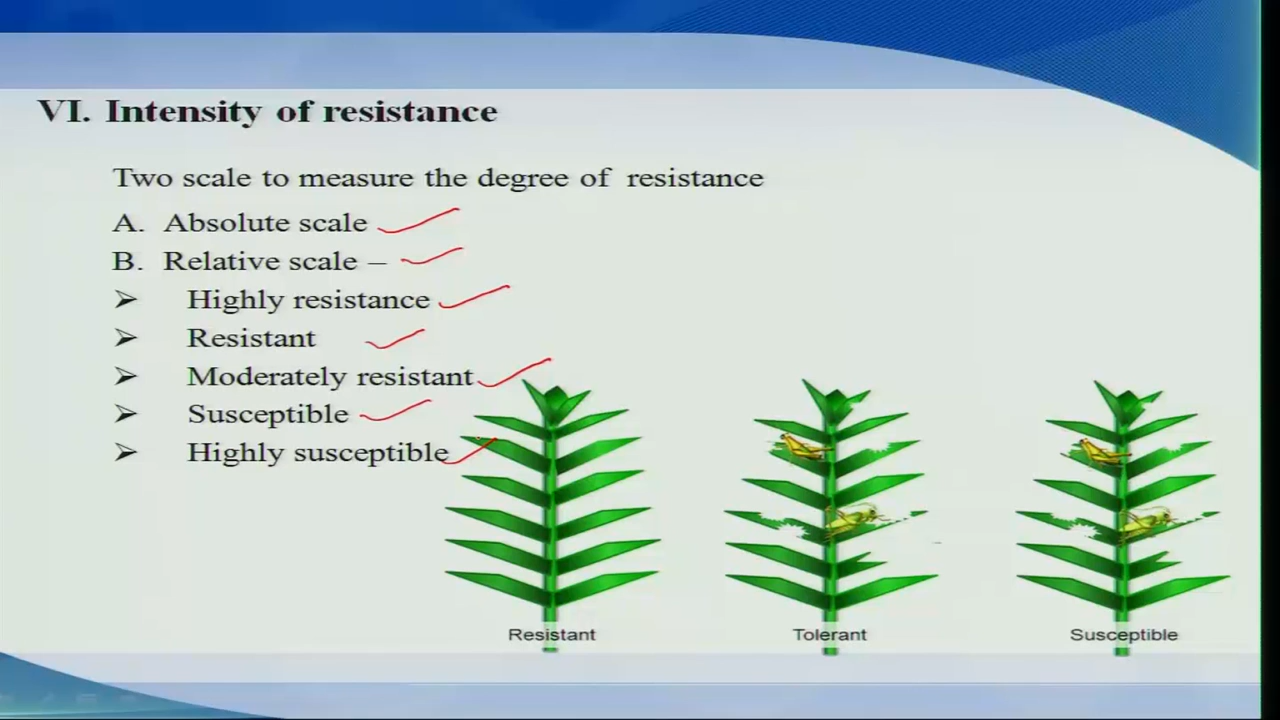 VI. Intensity of resistance
Two scale to measure the degree of resistance
A. Absolute scale
B. Relative scale –
➢ Highly resistance
➢ Resistant
➢ Moderately resistant
➢ Susceptible
➢ Highly susceptible
Resistant Tolerant Susceptible